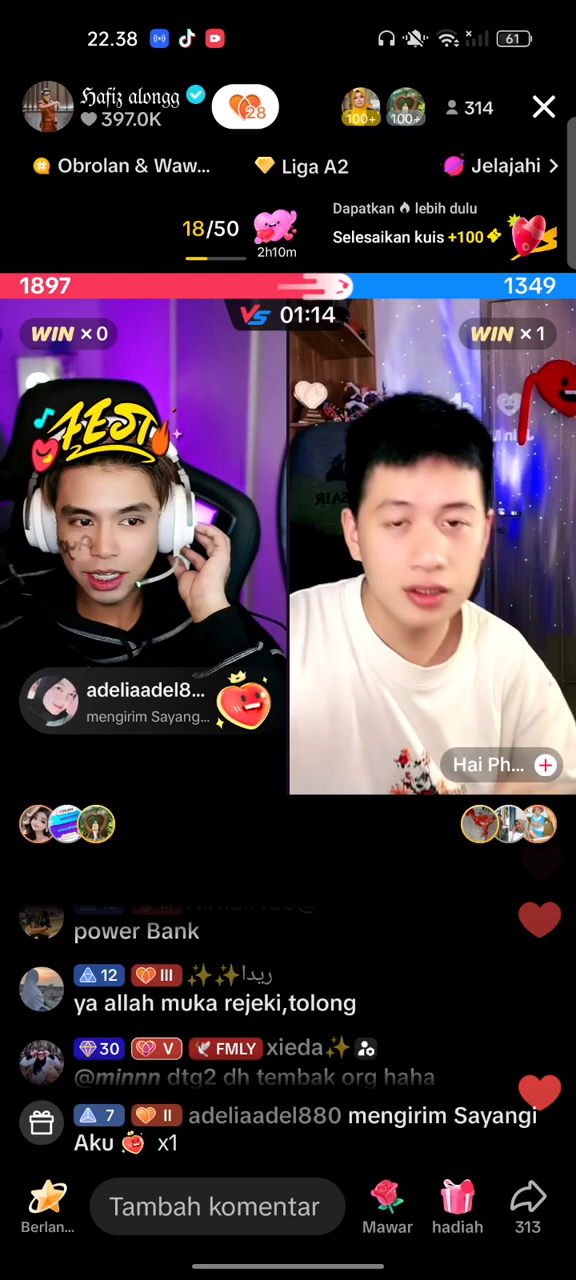 22.38
61
Hafiz alongg
397.0K
28
100+
100+
314
Obrolan & Waw...
Liga A2
Jelajahi
18/50
2h10m
Dapatkan lebih dulu
Selesaikan kuis +100
1897
1349
VS 01:14
WIN × 0
WIN × 1
adeliaadel8...
mengirim Sayang...
Hai Ph...
power Bank
12 III ✨✨ريدا
ya allah muka rejeki,tolong
30 V FMLY xieda✨
@minnn dtg2 dh tembak org haha
7 II adeliaadel880 mengirim Sayangi
Aku x1
Berlan...
Tambah komentar
Mawar
hadiah
313